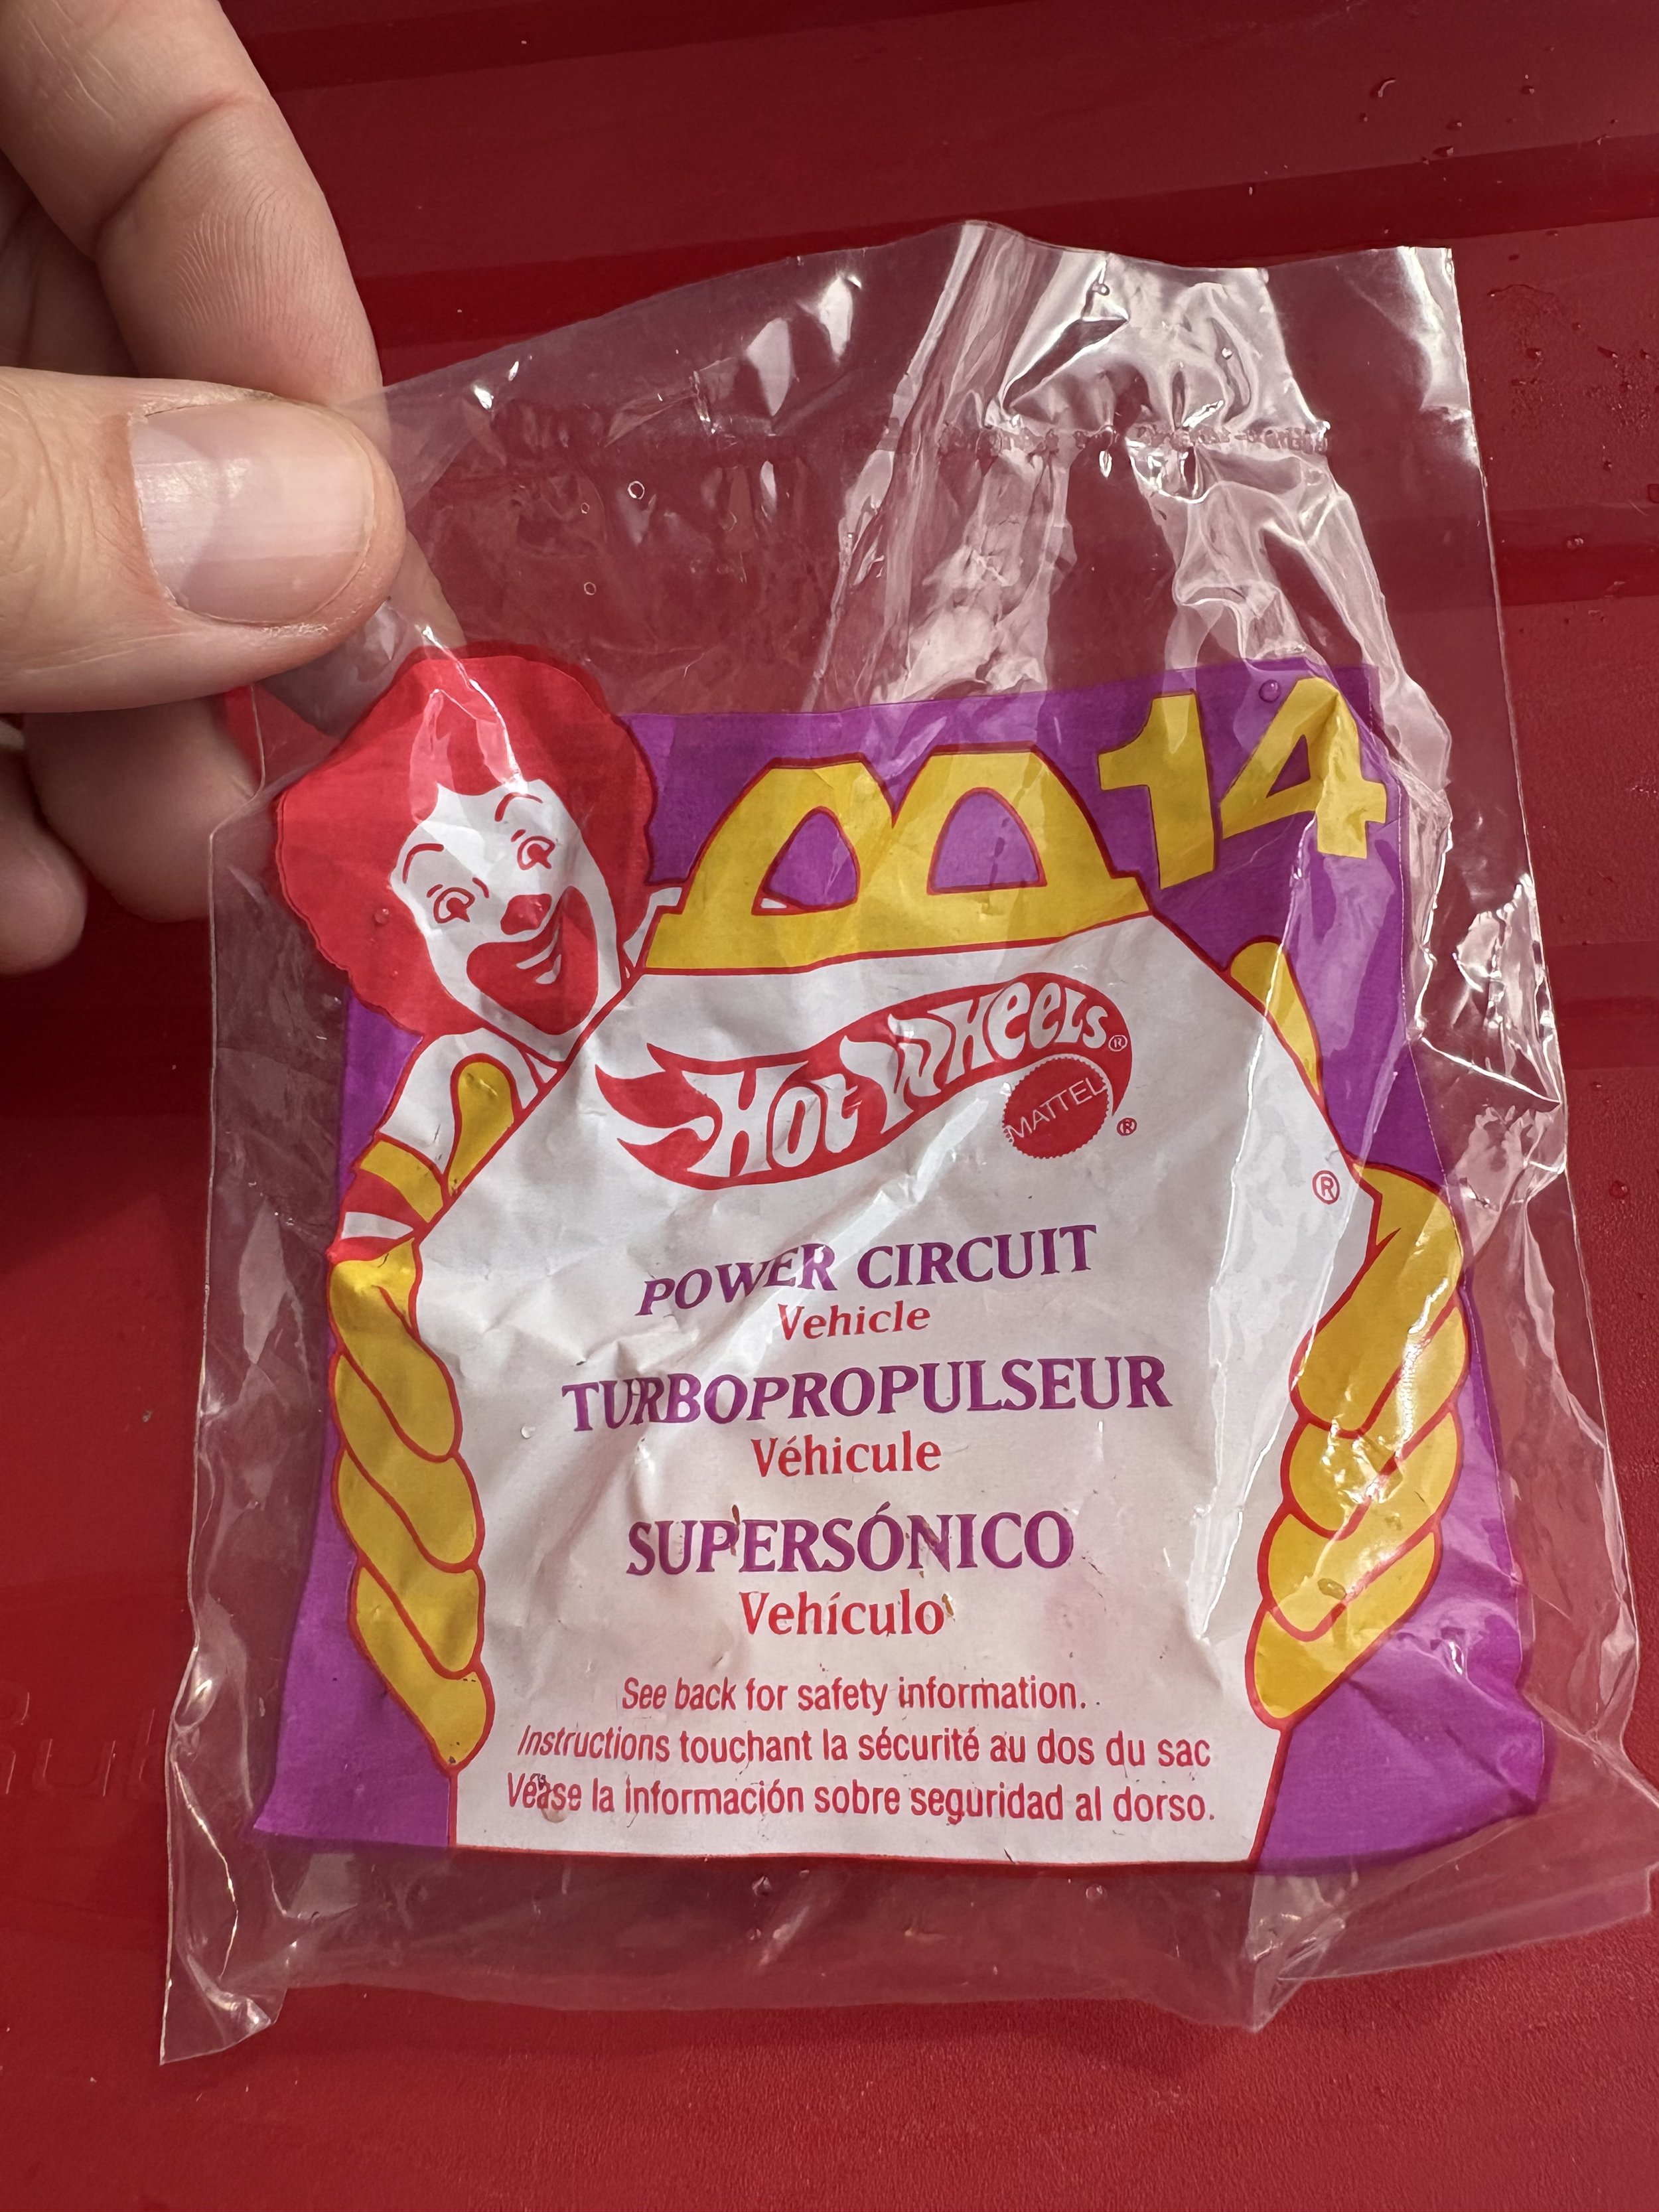 14
HOT WHEELS®
MATTEL®
®
POWER CIRCUIT
Vehicle
TURBOPROPULSEUR
Véhicule
SUPERSÓNICO
Vehículo
See back for safety information.
Instructions touchant la sécurité au dos du sac
Véase la información sobre seguridad al dorso.